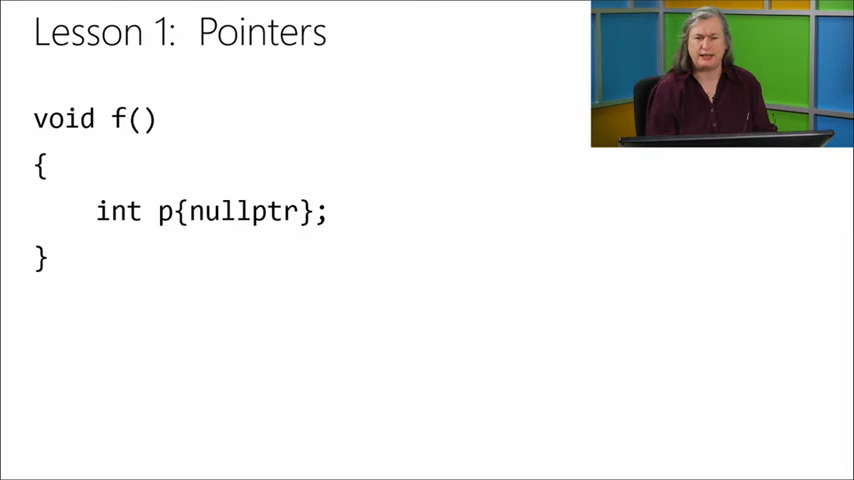 Lesson 1: Pointers
void f()
{
int p{nullptr};
}